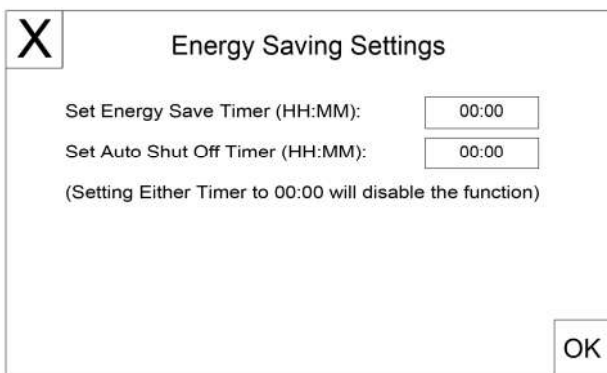 X
Energy Saving Settings
Set Energy Save Timer (HH:MM): 00:00
Set Auto Shut Off Timer (HH:MM): 00:00
(Setting Either Timer to 00:00 will disable the function)
OK